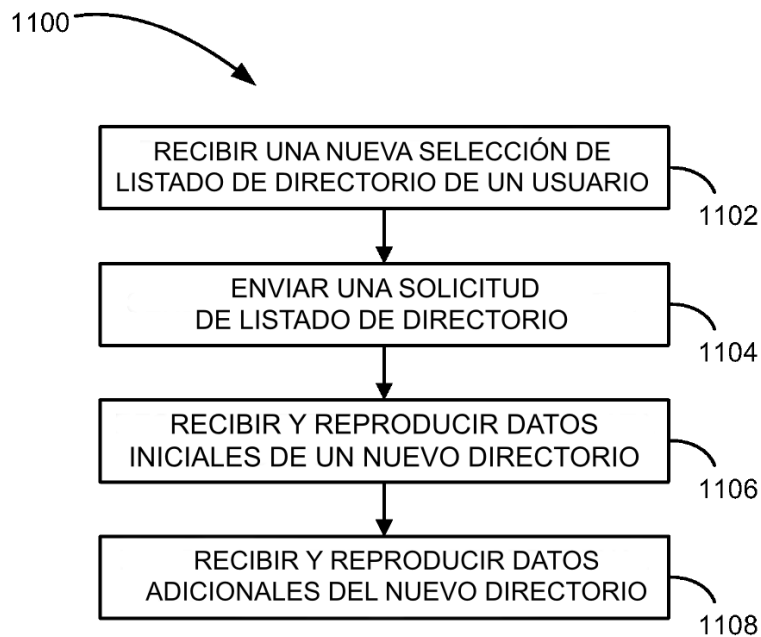 1100
RECIBIR UNA NUEVA SELECCIÓN DE
LISTADO DE DIRECTORIO DE UN USUARIO
1102
ENVIAR UNA SOLICITUD
DE LISTADO DE DIRECTORIO
1104
RECIBIR Y REPRODUCIR DATOS
INICIALES DE UN NUEVO DIRECTORIO
1106
RECIBIR Y REPRODUCIR DATOS
ADICIONALES DEL NUEVO DIRECTORIO
1108